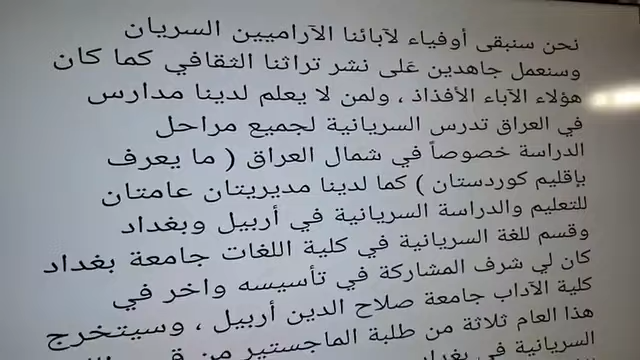 نحن سنبقى أوفياء لآبائنا الآراميين السريان
وسنعمل جاهدين عَلى نشر تراثنا الثقافي كما كان
هؤلاء الآباء الأفذاذ ، ولمن لا يعلم لدينا مدارس
في العراق تدرس السريانية لجميع مراحل
الدراسة خصوصاً في شمال العراق ( ما يعرف
بإقليم كوردستان ) كما لدينا مديريتان عامتان
للتعليم والدراسة السريانية في أربيل وبغداد
وقسم للغة السريانية في كلية اللغات جامعة بغداد
كان لي شرف المشاركة في تأسيسه واخر في
كلية الآداب جامعة صلاح الدين أربيل ، وسيتخرج
هذا العام ثلاثة من طلبة الماجستير من
السريانية في بغداد